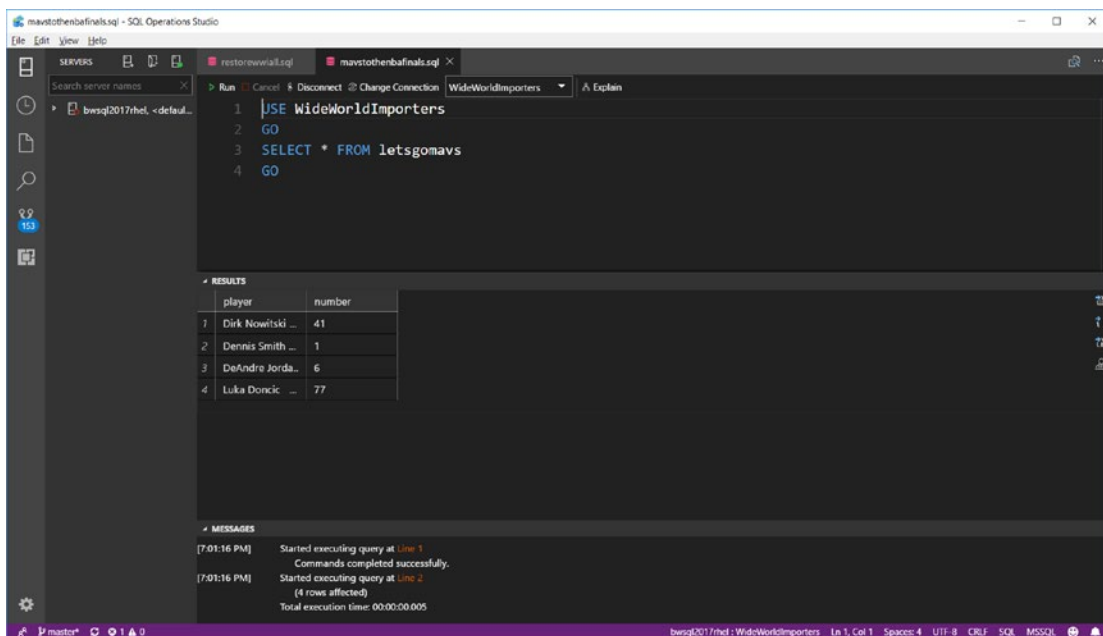 mavstothenbafinals.sql - SQL Operations Studio
File Edit View Help
SERVERS
restorewwiall.sql
mavstothenbafinals.sql
Search server names
Run Cancel Disconnect Change Connection WideWorldImporters Explain
bwsql2017rhel, <defaul...
1 USE WideWorldImporters
2 GO
3 SELECT * FROM letsgomavs
4 GO
153
RESULTS
player number
1 Dirk Nowitski ... 41
2 Dennis Smith ... 1
3 DeAndre Jorda... 6
4 Luka Doncic ... 77
MESSAGES
[7:01:16 PM] Started executing query at Line 1
Commands completed successfully.
[7:01:16 PM] Started executing query at Line 2
(4 rows affected)
Total execution time: 00:00:00.005
master* 0 1 0 bwsql2017rhel : WideWorldImporters Ln 1, Col 1 Spaces: 4 UTF-8 CRLF SQL MSSQL